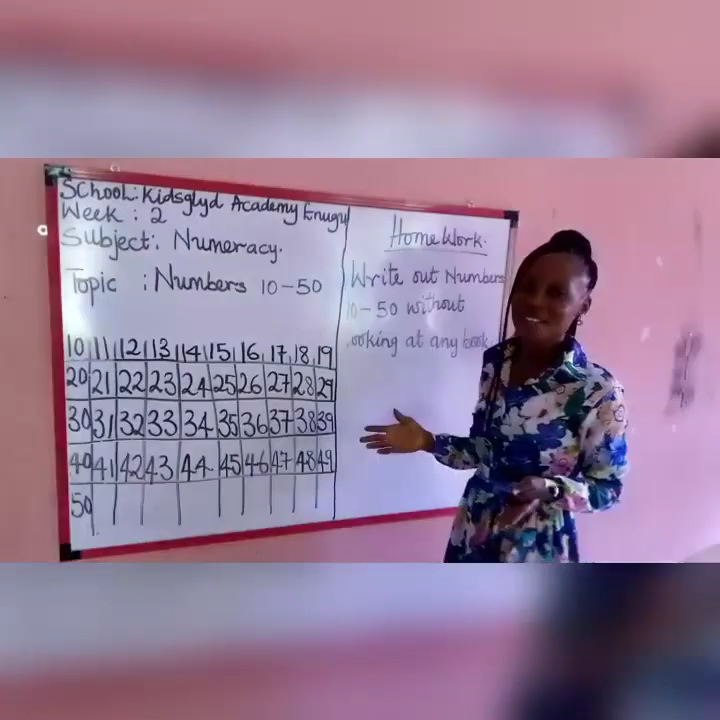 School: Kidsglyd Academy Enugu
Week : 2
Subject: Numeracy.
Topic : Numbers 10-50
10 11 12 13 14 15 16 17 18 19
20 21 22 23 24 25 26 27 28 29
30 31 32 33 34 35 36 37 38 39
40 41 42 43 44 45 46 47 48 49
50
Home Work.
Write out Numbers
10-50 without
looking at any book